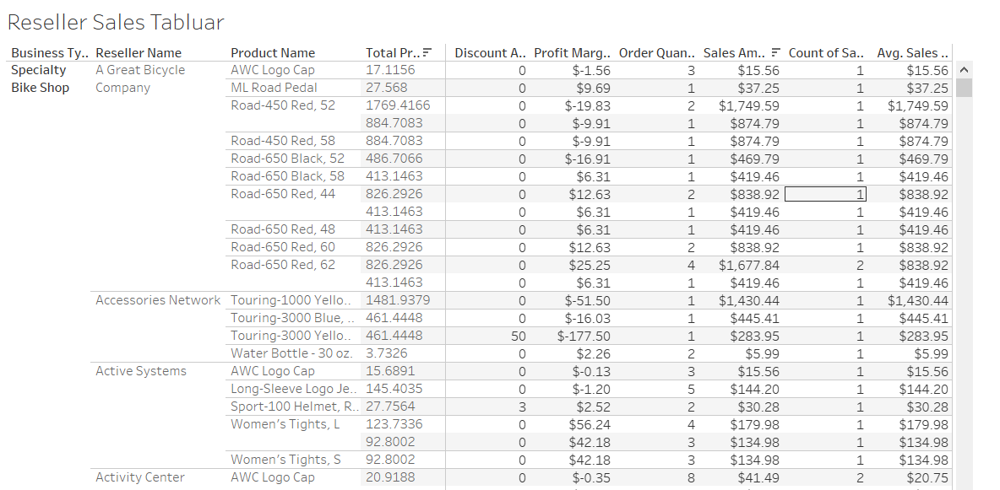 Reseller Sales Tabluar
Business Ty.. Reseller Name Product Name Total Pr.. Discount A.. Profit Marg.. Order Quan.. Sales Am.. Count of Sa.. Avg. Sales ..
Specialty A Great Bicycle AWC Logo Cap 17.1156 0 $-1.56 3 $15.56 1 $15.56
Bike Shop Company ML Road Pedal 27.568 0 $9.69 1 $37.25 1 $37.25
Road-450 Red, 52 1769.4166 0 $-19.83 2 $1,749.59 1 $1,749.59
884.7083 0 $-9.91 1 $874.79 1 $874.79
Road-450 Red, 58 884.7083 0 $-9.91 1 $874.79 1 $874.79
Road-650 Black, 52 486.7066 0 $-16.91 1 $469.79 1 $469.79
Road-650 Black, 58 413.1463 0 $6.31 1 $419.46 1 $419.46
Road-650 Red, 44 826.2926 0 $12.63 2 $838.92 1 $838.92
413.1463 0 $6.31 1 $419.46 1 $419.46
Road-650 Red, 48 413.1463 0 $6.31 1 $419.46 1 $419.46
Road-650 Red, 60 826.2926 0 $12.63 2 $838.92 1 $838.92
Road-650 Red, 62 826.2926 0 $25.25 4 $1,677.84 2 $838.92
413.1463 0 $6.31 1 $419.46 1 $419.46
Accessories Network Touring-1000 Yello.. 1481.9379 0 $-51.50 1 $1,430.44 1 $1,430.44
Touring-3000 Blue, .. 461.4448 0 $-16.03 1 $445.41 1 $445.41
Touring-3000 Yello.. 461.4448 50 $-177.50 1 $283.95 1 $283.95
Water Bottle - 30 oz. 3.7326 0 $2.26 2 $5.99 1 $5.99
Active Systems AWC Logo Cap 15.6891 0 $-0.13 3 $15.56 1 $15.56
Long-Sleeve Logo Je.. 145.4035 0 $-1.20 5 $144.20 1 $144.20
Sport-100 Helmet, R.. 27.7564 3 $2.52 2 $30.28 1 $30.28
Women's Tights, L 123.7336 0 $56.24 4 $179.98 1 $179.98
92.8002 0 $42.18 3 $134.98 1 $134.98
Women's Tights, S 92.8002 0 $42.18 3 $134.98 1 $134.98
Activity Center AWC Logo Cap 20.9188 0 $-0.35 8 $41.49 2 $20.75